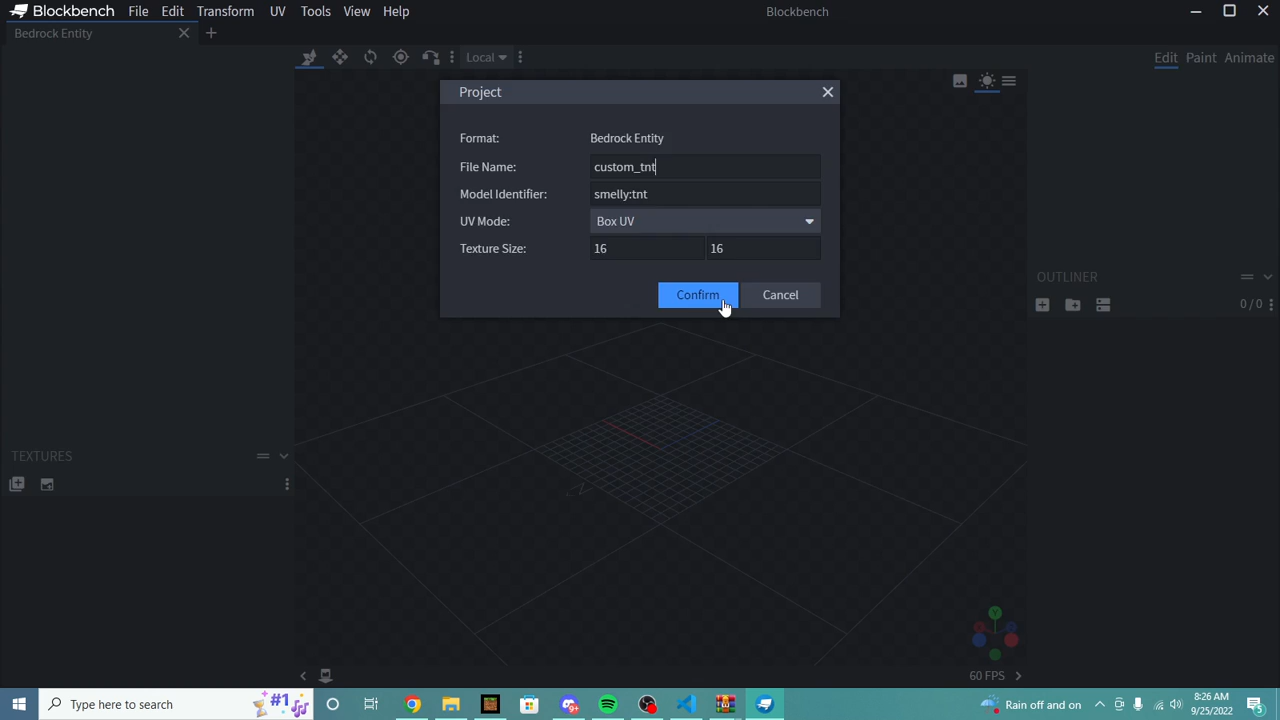 Blockbench File Edit Transform UV Tools View Help Blockbench
Bedrock Entity
Local
Edit Paint Animate
Project
Format: Bedrock Entity
File Name: custom_tnt
Model Identifier: smelly:tnt
UV Mode: Box UV
Texture Size: 16 16
Confirm Cancel
OUTLINER
0 / 0
TEXTURES
Y
60 FPS
Type here to search
#1
Rain off and on
8:26 AM
9/25/2022
5